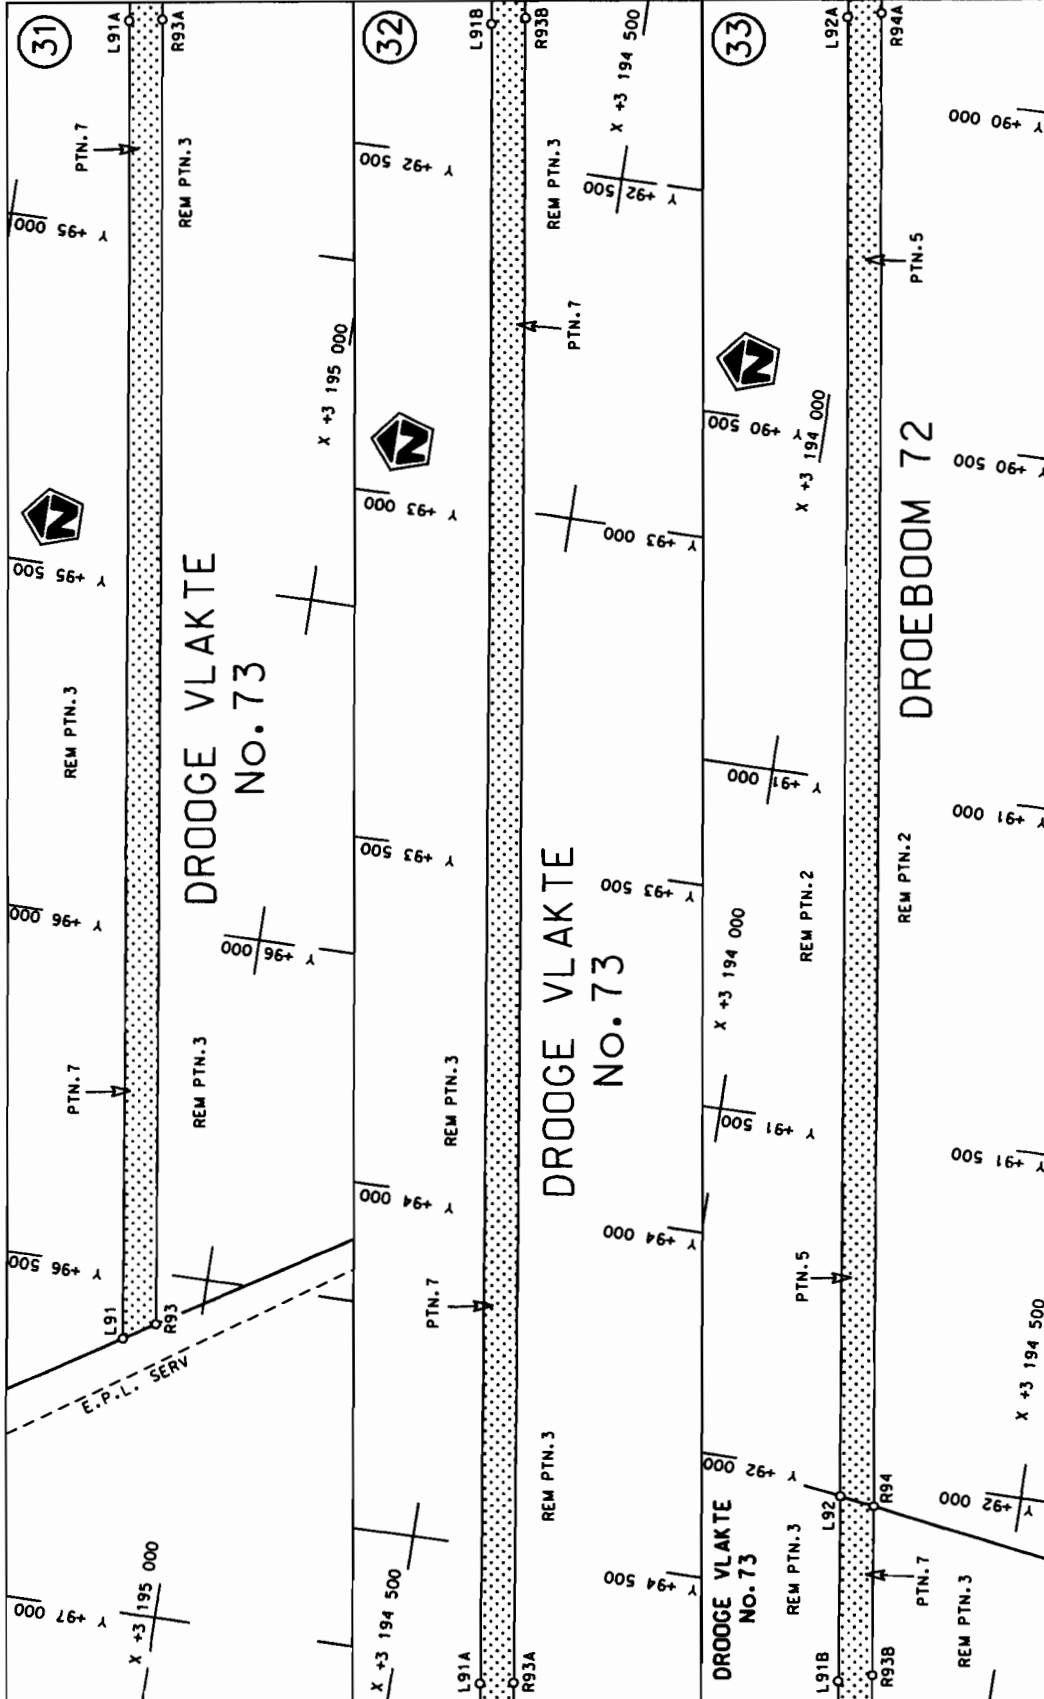 31
L91A
R93A
PTN.7
REM PTN.3
Y +95 000
Y +95 500
X +3 195 000
N
REM PTN.3
DROOGE VLAKTE
No.73
Y +96 000
Y +96 000
PTN.7
REM PTN.3
Y +96 500
L91
R93
E.P.L. SERV
Y +97 000
X +3 195 000
32
L91B
R93B
Y +92 500
X +3 194 500
REM PTN.3
Y +92 500
PTN.7
N
Y +93 000
Y +93 000
Y +93 500
DROOGE VLAKTE
No.73
Y +93 500
REM PTN.3
Y +94 000
Y +94 000
PTN.7
REM PTN.3
Y +94 500
X +3 194 500
L91A
R93A
33
L92A
R94A
Y +90 000
PTN.5
N
Y +90 500
X +3 194 000
Y +90 500
DROEBOOM 72
Y +91 000
Y +91 000
REM PTN.2
REM PTN.2
X +3 194 000
Y +91 500
Y +91 500
PTN.5
X +3 194 500
Y +92 000
L92
R94
Y +92 000
DROOGE VLAKTE
No.73
REM PTN.3
PTN.7
REM PTN.3
L91B
R93B